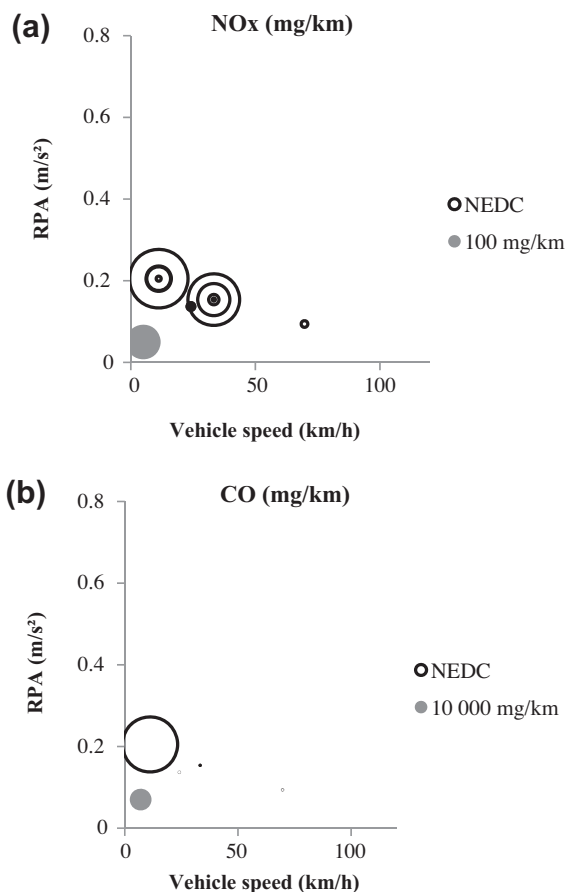 (a)
NOx (mg/km)
0.8
0.6
0.4
0.2
0
RPA (m/s²)
NEDC
100 mg/km
0 50 100
Vehicle speed (km/h)
(b)
CO (mg/km)
0.8
0.6
0.4
0.2
0
RPA (m/s²)
NEDC
10 000 mg/km
0 50 100
Vehicle speed (km/h)